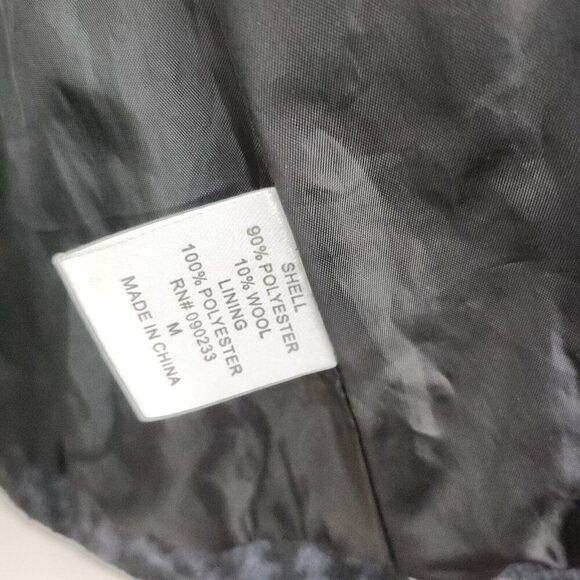 SHELL
90% POLYESTER
10% WOOL
LINING
100% POLYESTER
RN# 090233
M
MADE IN CHINA